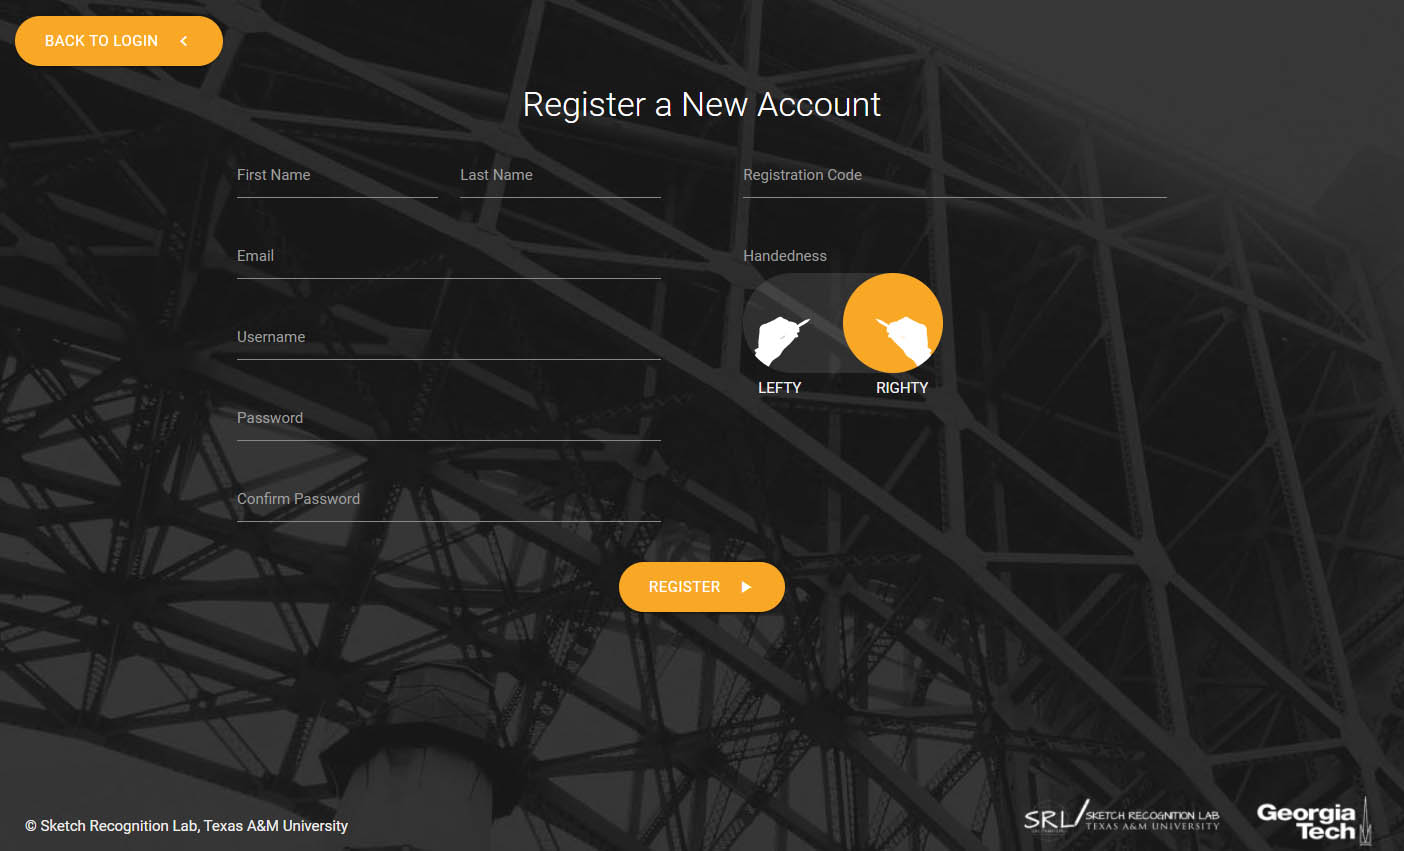 BACK TO LOGIN
Register a New Account
First Name
Last Name
Registration Code
Email
Handedness
Username
LEFTY
RIGHTY
Password
Confirm Password
REGISTER
© Sketch Recognition Lab, Texas A&M University
SRL
SKETCH RECOGNITION LAB
TEXAS A&M UNIVERSITY
Georgia
Tech